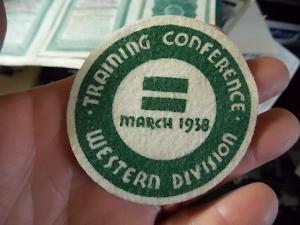 · TRAINING CONFERENCE ·
MARCH 1938
WESTERN DIVISION